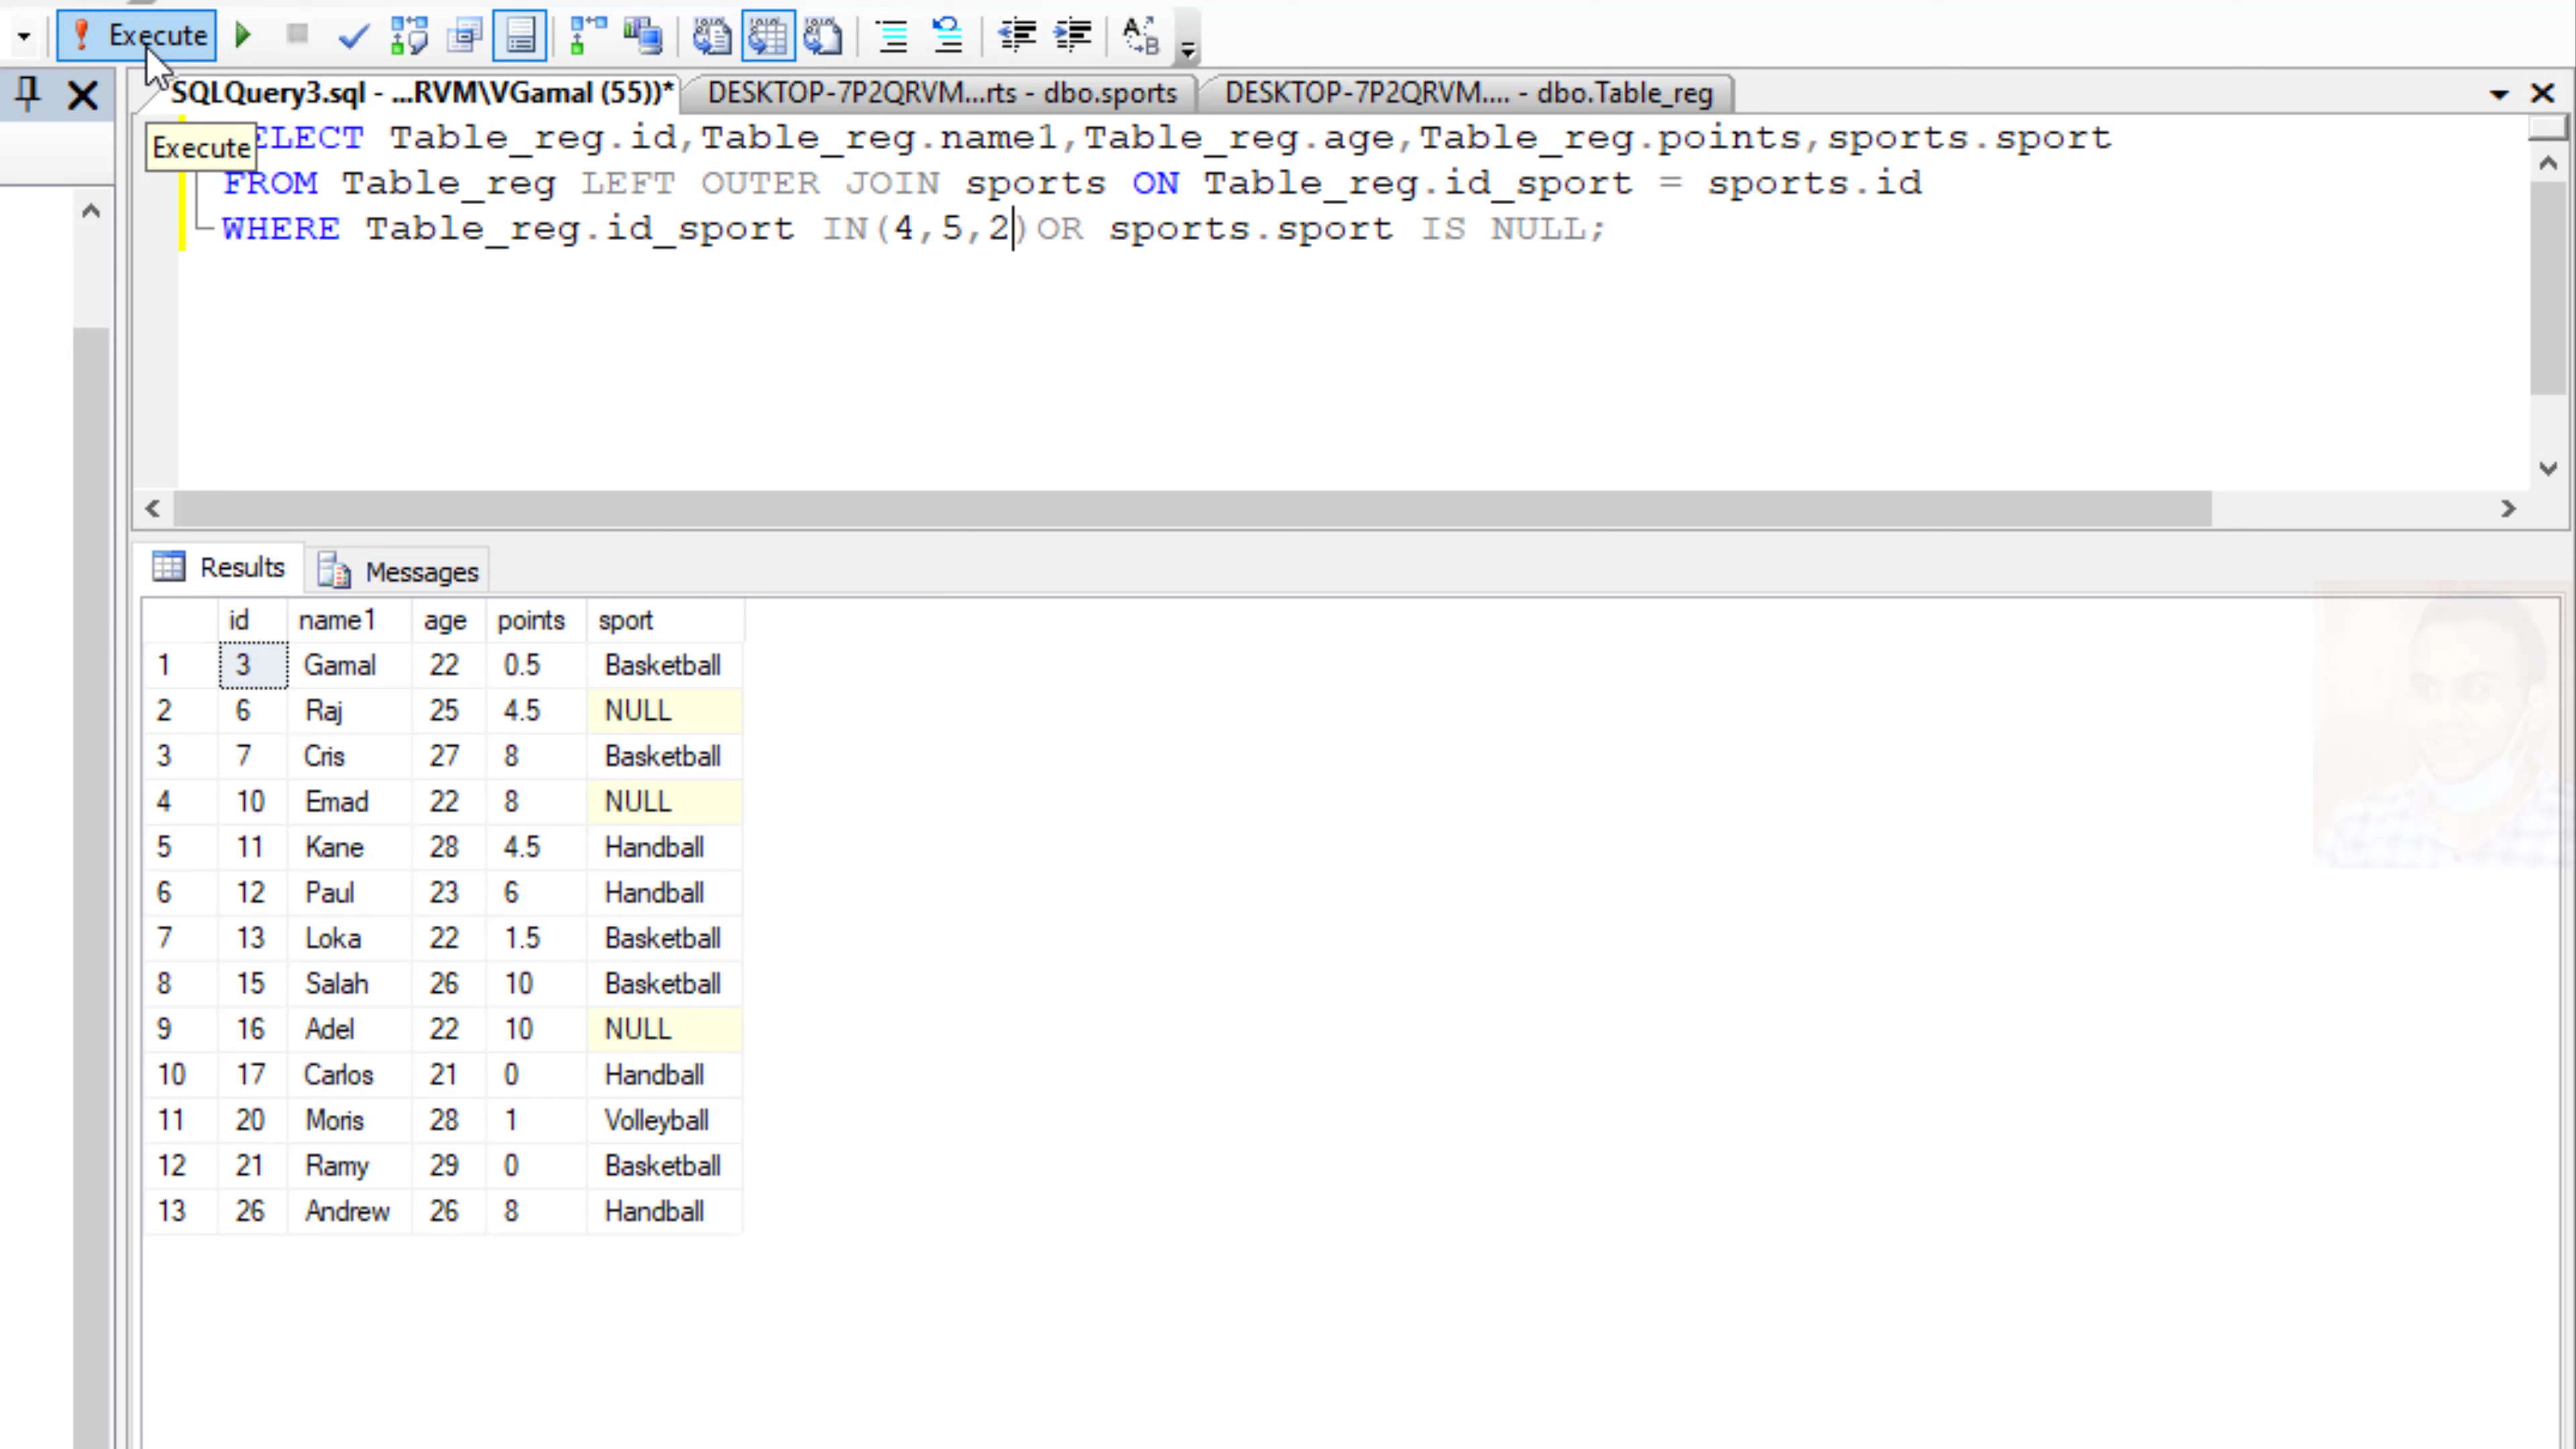 Execute
SQLQuery3.sql - ...RVM\VGamal (55))*
DESKTOP-7P2QRVM...rts - dbo.sports
DESKTOP-7P2QRVM.... - dbo.Table_reg
Execute
ELECT Table_reg.id,Table_reg.name1,Table_reg.age,Table_reg.points,sports.sport
FROM Table_reg LEFT OUTER JOIN sports ON Table_reg.id_sport = sports.id
WHERE Table_reg.id_sport IN(4,5,2)OR sports.sport IS NULL;
Results Messages
id name1 age points sport
1 3 Gamal 22 0.5 Basketball
2 6 Raj 25 4.5 NULL
3 7 Cris 27 8 Basketball
4 10 Emad 22 8 NULL
5 11 Kane 28 4.5 Handball
6 12 Paul 23 6 Handball
7 13 Loka 22 1.5 Basketball
8 15 Salah 26 10 Basketball
9 16 Adel 22 10 NULL
10 17 Carlos 21 0 Handball
11 20 Moris 28 1 Volleyball
12 21 Ramy 29 0 Basketball
13 26 Andrew 26 8 Handball